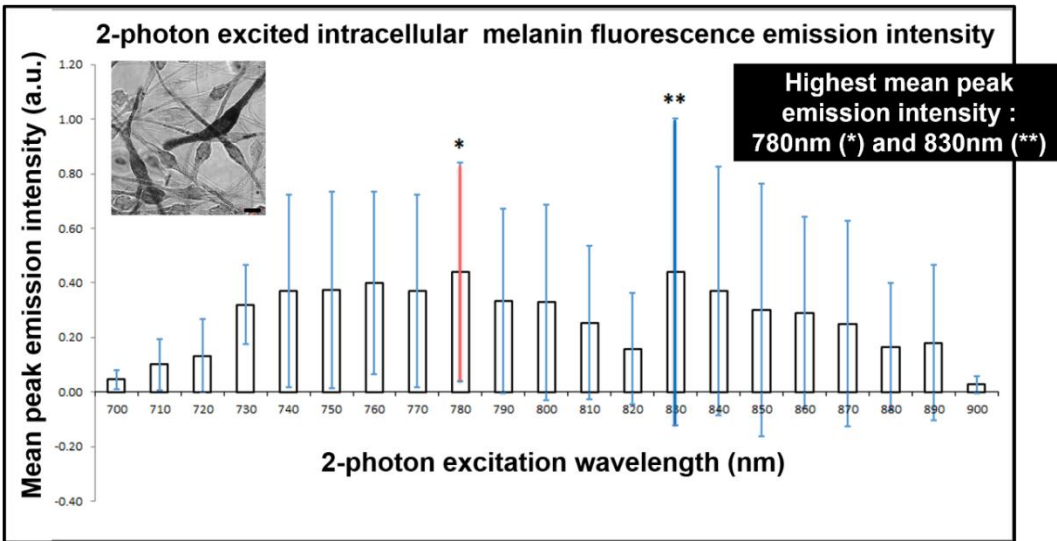 2-photon excited intracellular melanin fluorescence emission intensity
Mean peak emission intensity (a.u.)
1.20
1.00
0.80
0.60
0.40
0.20
0.00
-0.20
-0.40
*
**
Highest mean peak
emission intensity :
780nm (*) and 830nm (**)
700 710 720 730 740 750 760 770 780 790 800 810 820 830 840 850 860 870 880 890 900
2-photon excitation wavelength (nm)